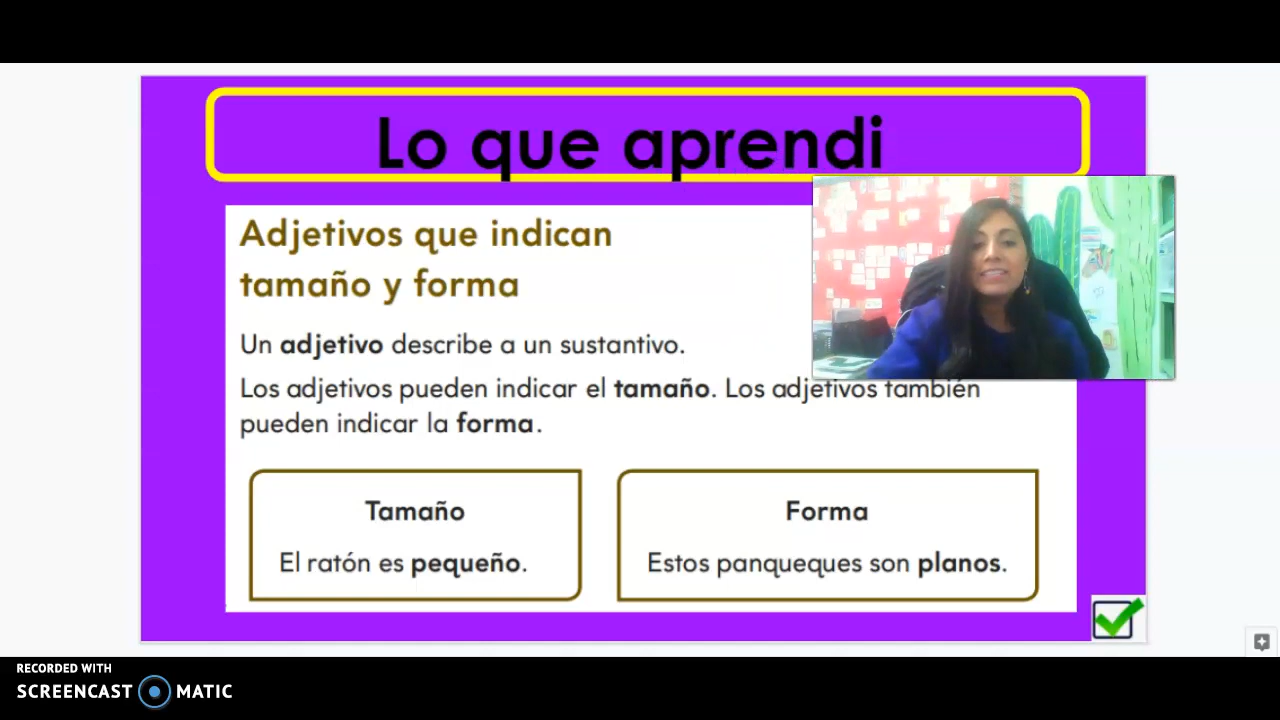 Lo que aprendi
Adjetivos que indican
tamaño y forma
Un adjetivo describe a un sustantivo.
Los adjetivos pueden indicar el tamaño. Los adjetivos también
pueden indicar la forma.
Tamaño
El ratón es pequeño.
Forma
Estos panqueques son planos.
RECORDED WITH
SCREENCAST MATIC